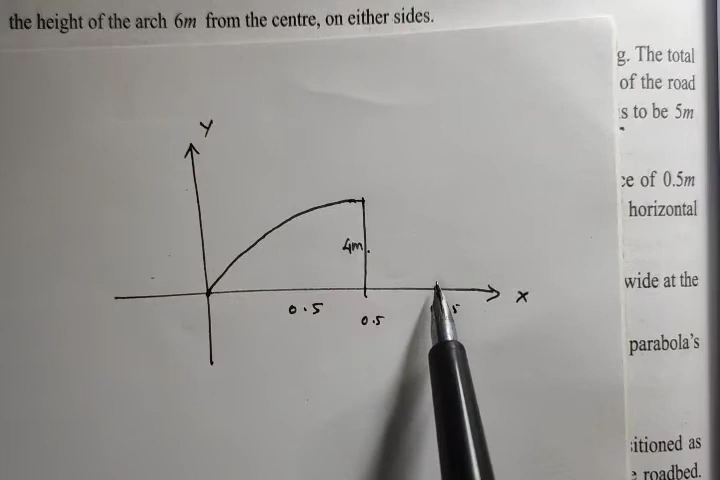 the height of the arch 6m from the centre, on either sides.
g. The total
of the road
s to be 5m
ce of 0.5m
horizontal
wide at the
parabola's
itioned as
roadbed.
Y
4m.
x
0.5
0.5
5